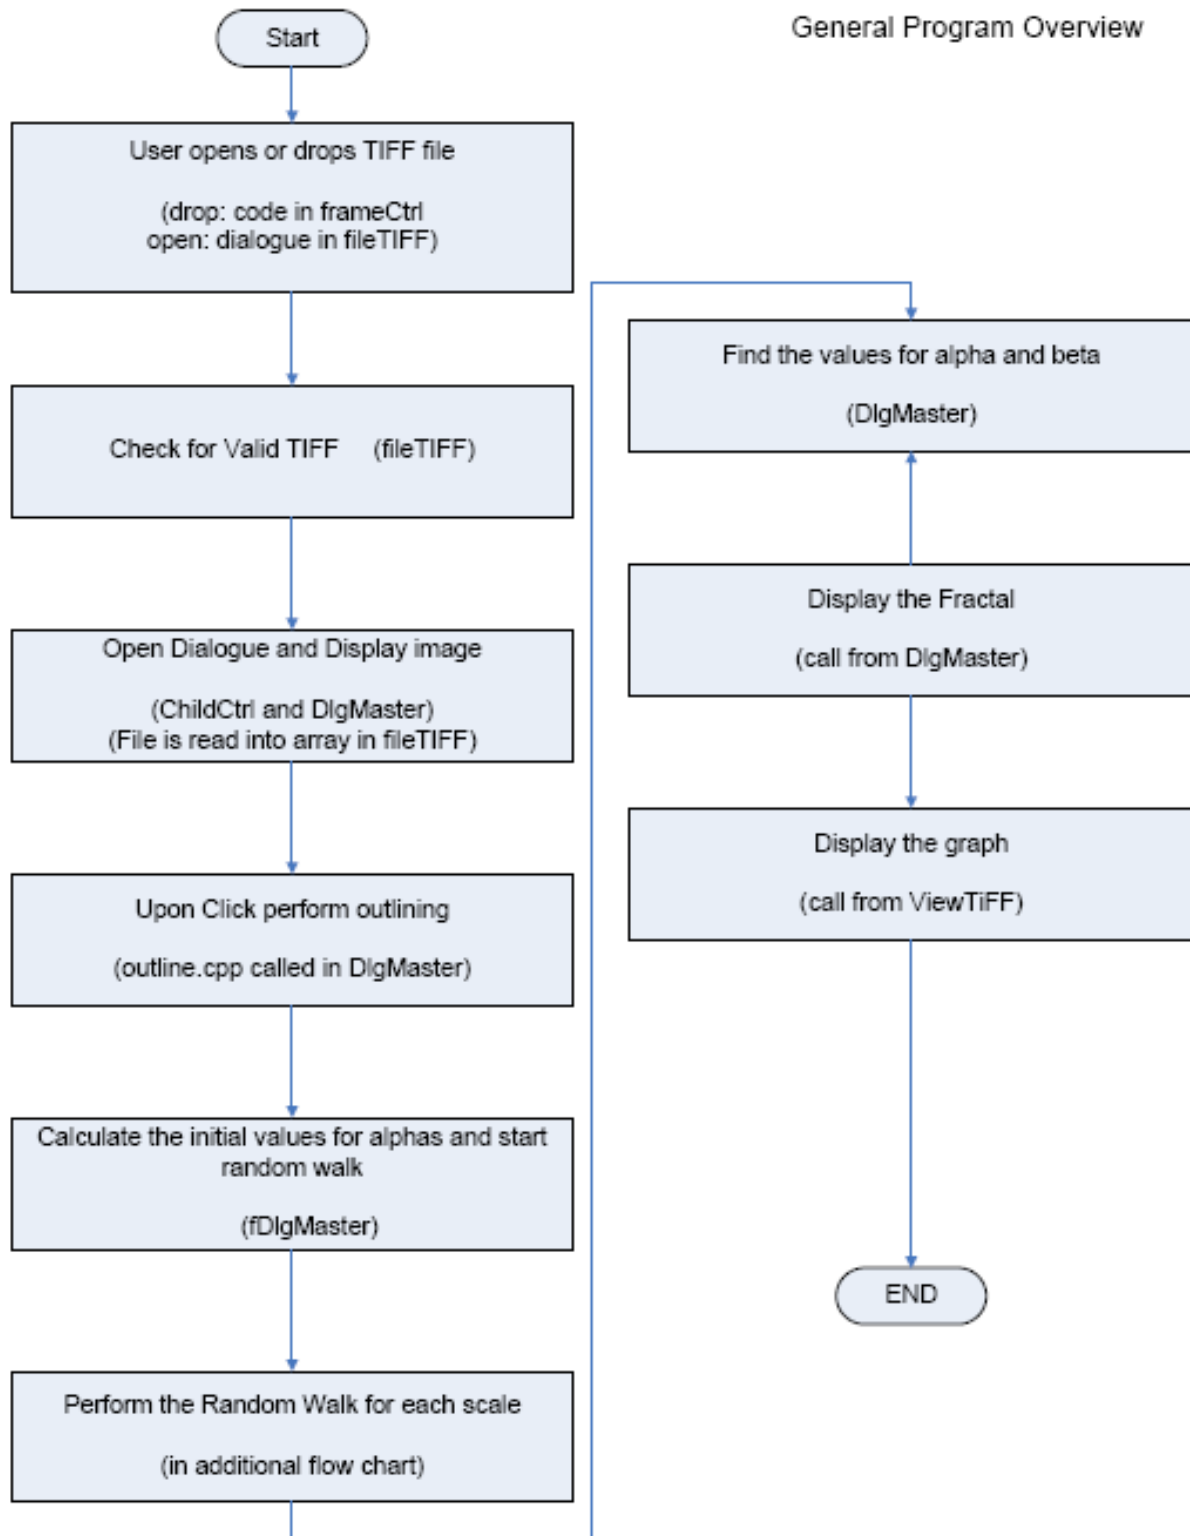 General Program Overview
Start
User opens or drops TIFF file
(drop: code in frameCtrl
open: dialogue in fileTIFF)
Check for Valid TIFF (fileTIFF)
Open Dialogue and Display image
(ChildCtrl and DlgMaster)
(File is read into array in fileTIFF)
Upon Click perform outlining
(outline.cpp called in DlgMaster)
Calculate the initial values for alphas and start
random walk
(fDlgMaster)
Perform the Random Walk for each scale
(in additional flow chart)
Find the values for alpha and beta
(DlgMaster)
Display the Fractal
(call from DlgMaster)
Display the graph
(call from ViewTiFF)
END